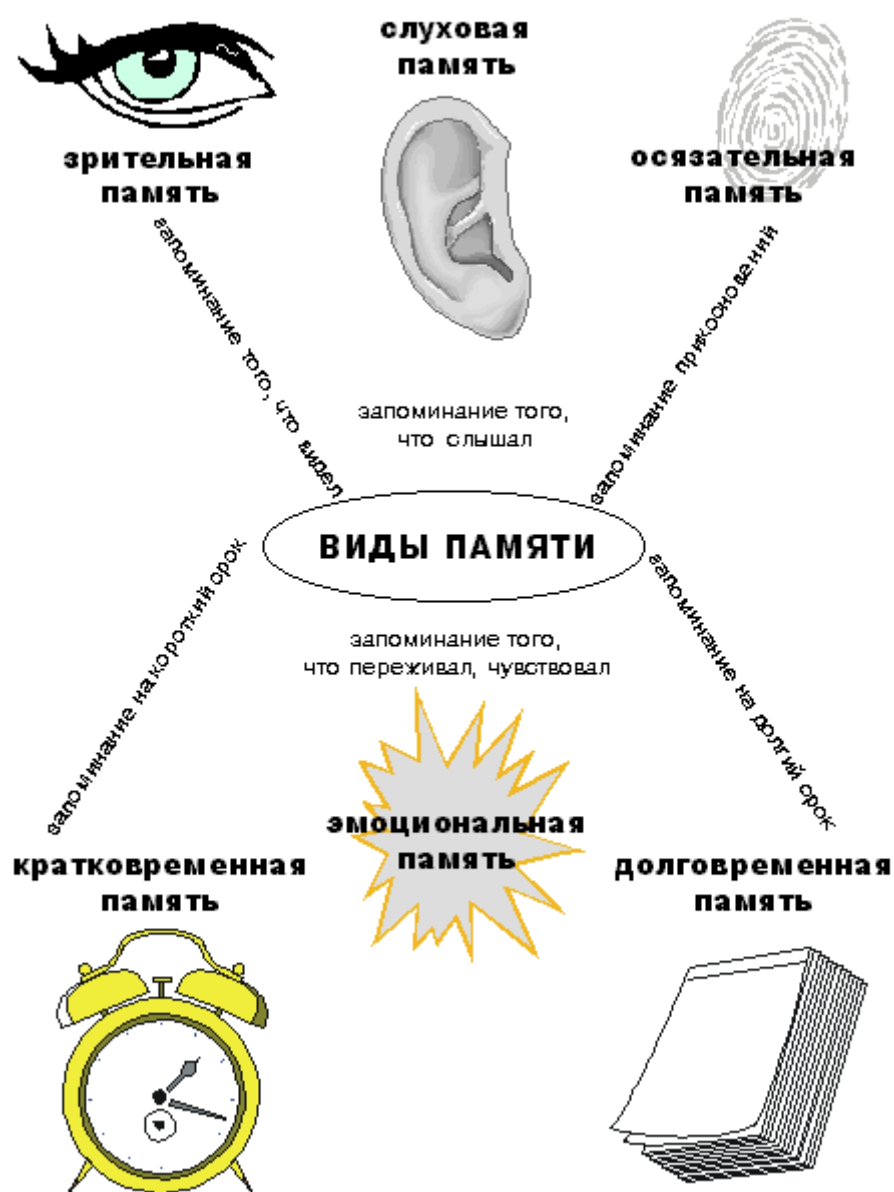 слуховая
память
зрительная
память
осязательная
память
запоминание того, что видел
запоминание того,
что слышал
запоминание прикосновений
ВИДЫ ПАМЯТИ
запоминание на короткий срок
запоминание того,
что переживал, чувствовал
запоминание на долгий срок
эмоциональная
память
кратковременная
память
долговременная
память